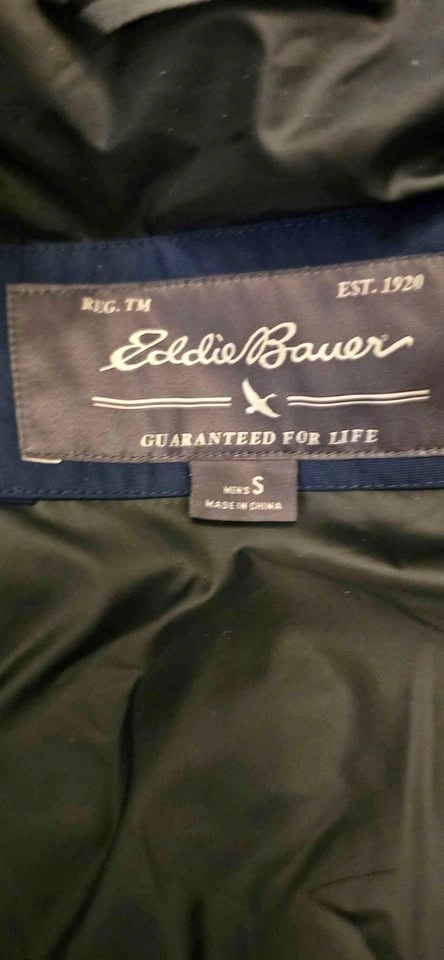 REG. TM
EST. 1920
Eddie Bauer
GUARANTEED FOR LIFE
MEN'S S
MADE IN CHINA